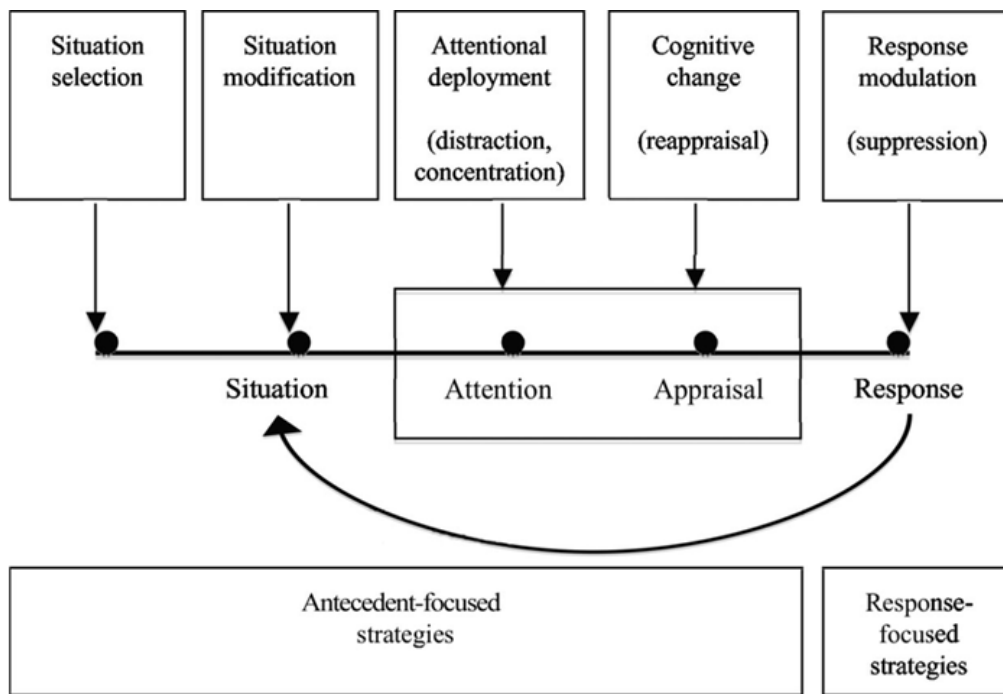 Situation
selection
Situation
modification
Attentional
deployment
(distraction,
concentration)
Cognitive
change
(reappraisal)
Response
modulation
(suppression)
Situation
Attention
Appraisal
Response
Antecedent-focused
strategies
Response-
focused
strategies